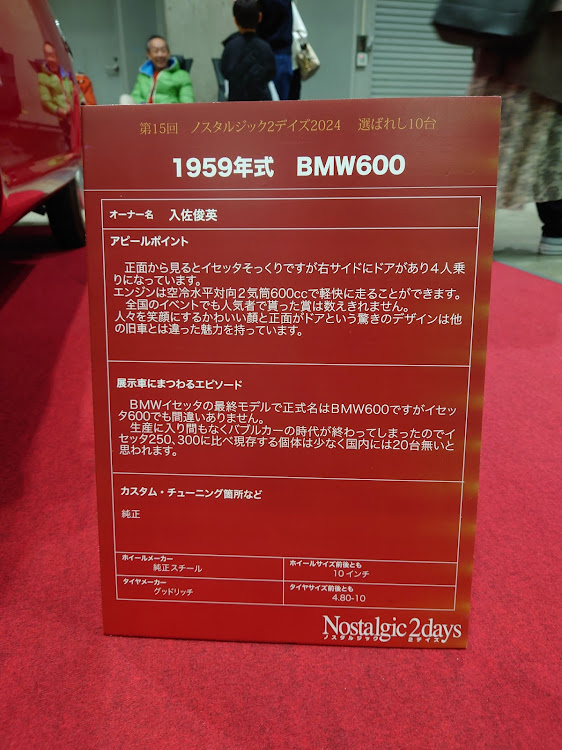 第15回 ノスタルジック2デイズ2024 選ばれし10台
1959年式 BMW600
オーナー名 入佐俊英
アピールポイント
正面から見るとイセッタそっくりですが右サイドにドアがあり4人乗
りになっています。
エンジンは空冷水平対向2気筒600ccで軽快に走ることができます。
全国のイベントでも人気者で貰った賞は数えきれません。
人々を笑顔にするかわいい顔と正面がドアという驚きのデザインは他
の旧車とは違った魅力を持っています。
展示車にまつわるエピソード
BMWイセッタの最終モデルで正式名はBMW600ですがイセッ
タ600でも間違いありません。
生産に入り間もなくバブルカーの時代が終わってしまったのでイ
セッタ250、300に比べ現存する個体は少なく国内には20台無いと
思われます。
カスタム・チューニング箇所など
純正
ホイールメーカー
純正スチール
ホイールサイズ前後とも
10インチ
タイヤメーカー
グッドリッチ
タイヤサイズ前後とも
4.80-10
Nostalgic 2days
ノスタルジック 2デイズ